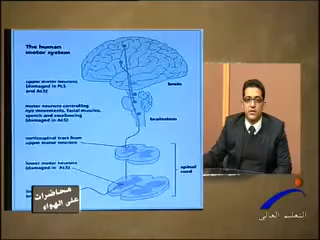 The human
motor system
upper motor neurons
(damaged in PLS
and ALS)
brain
motor neurons controlling
eye movements, facial muscles,
speech and swallowing
(damaged in ALS)
brainstem
corticospinal tract from
upper motor neurons
lower motor neurons
(damaged in ALS)
spinal
cord
محاضرات
على الهواء
التعليم العالى